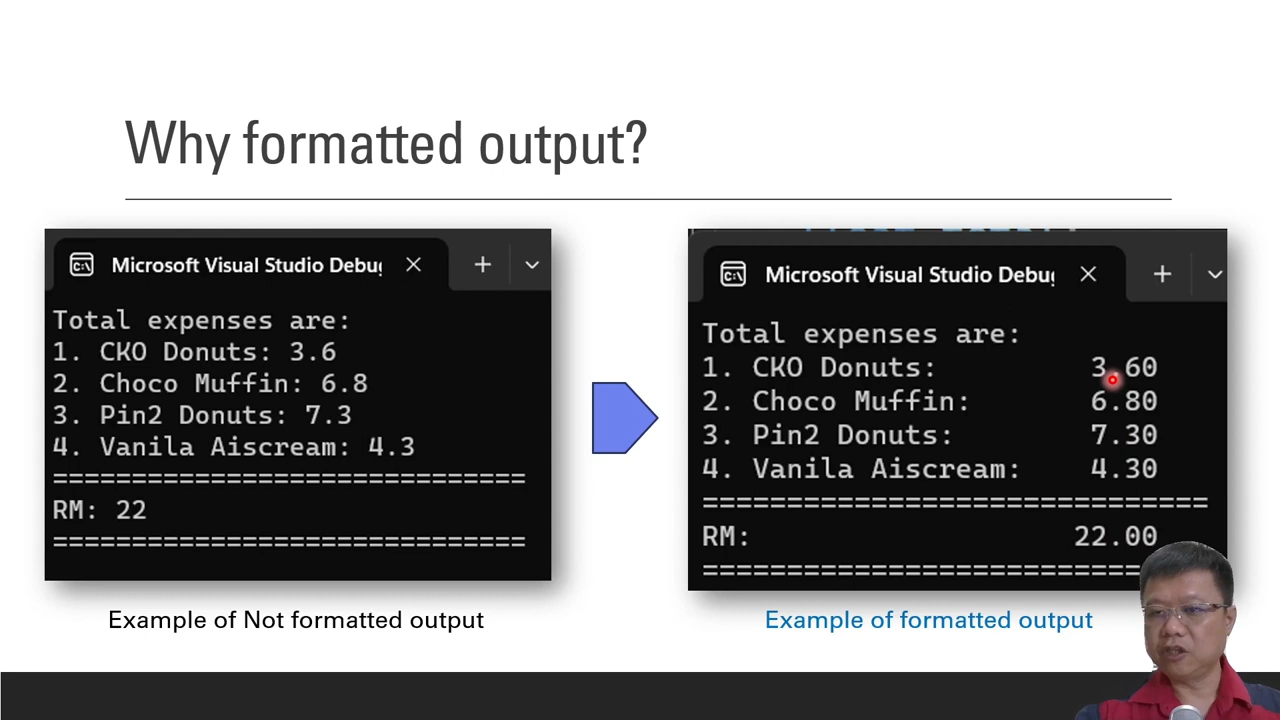 Why formatted output?
Microsoft Visual Studio Debug
Total expenses are:
1. CKO Donuts: 3.6
2. Choco Muffin: 6.8
3. Pin2 Donuts: 7.3
4. Vanila Aiscream: 4.3
==============================
RM: 22
==============================
Example of Not formatted output
Microsoft Visual Studio Debug
Total expenses are:
1. CKO Donuts: 3.60
2. Choco Muffin: 6.80
3. Pin2 Donuts: 7.30
4. Vanila Aiscream: 4.30
==============================
RM: 22.00
==========================
Example of formatted output